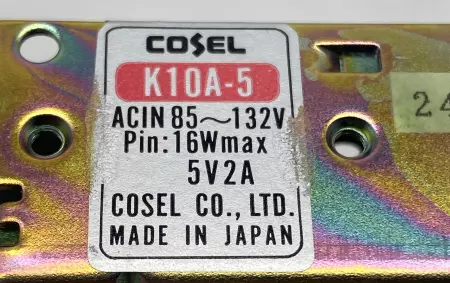 COSEL
K10A-5
ACIN 85～132V
Pin:16Wmax
5V2A
COSEL CO., LTD.
MADE IN JAPAN
24